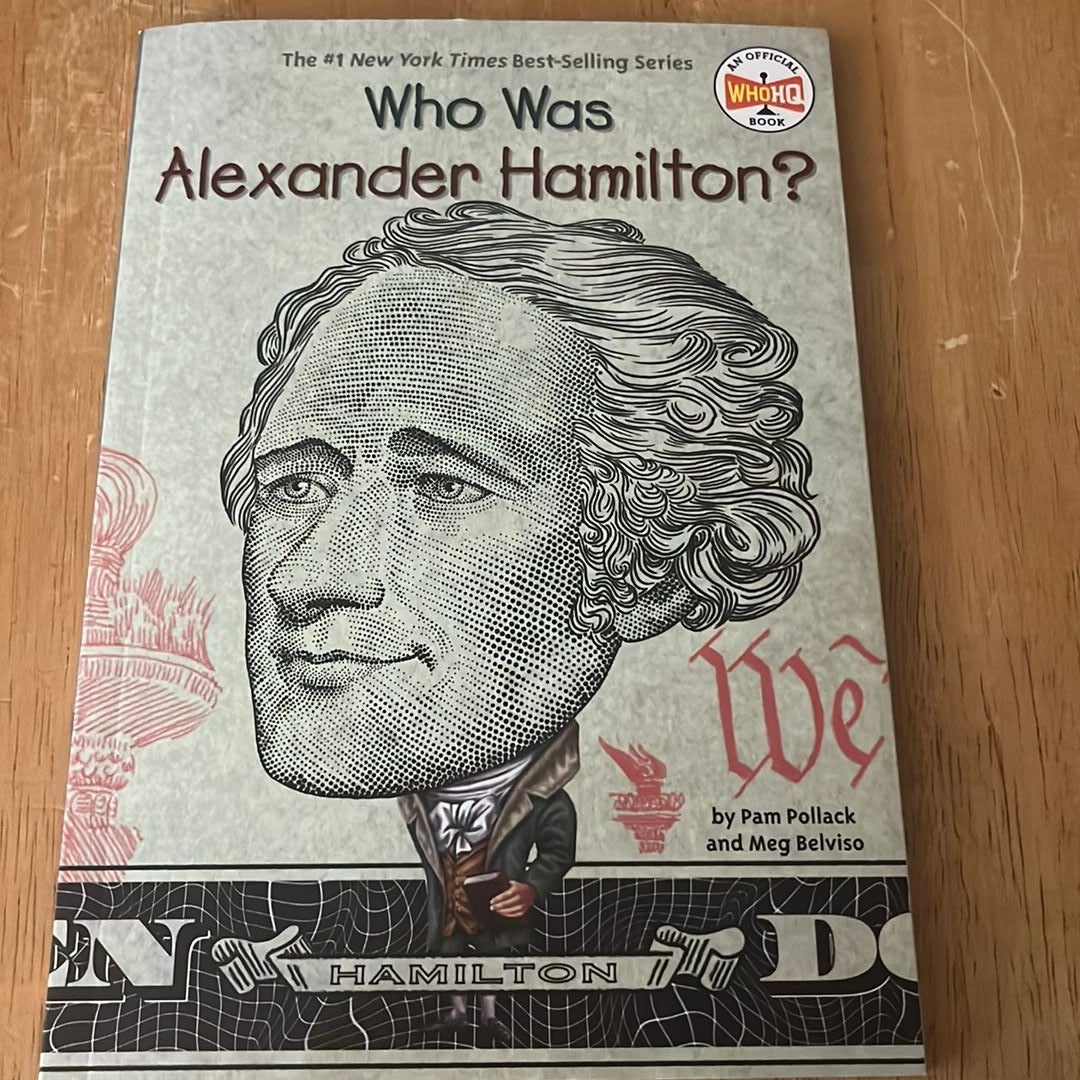 The #1 New York Times Best-Selling Series
AN OFFICIAL
WHOHQ
BOOK
Who Was
Alexander Hamilton?
We
by Pam Pollack
and Meg Belviso
EN
HAMILTON
DO